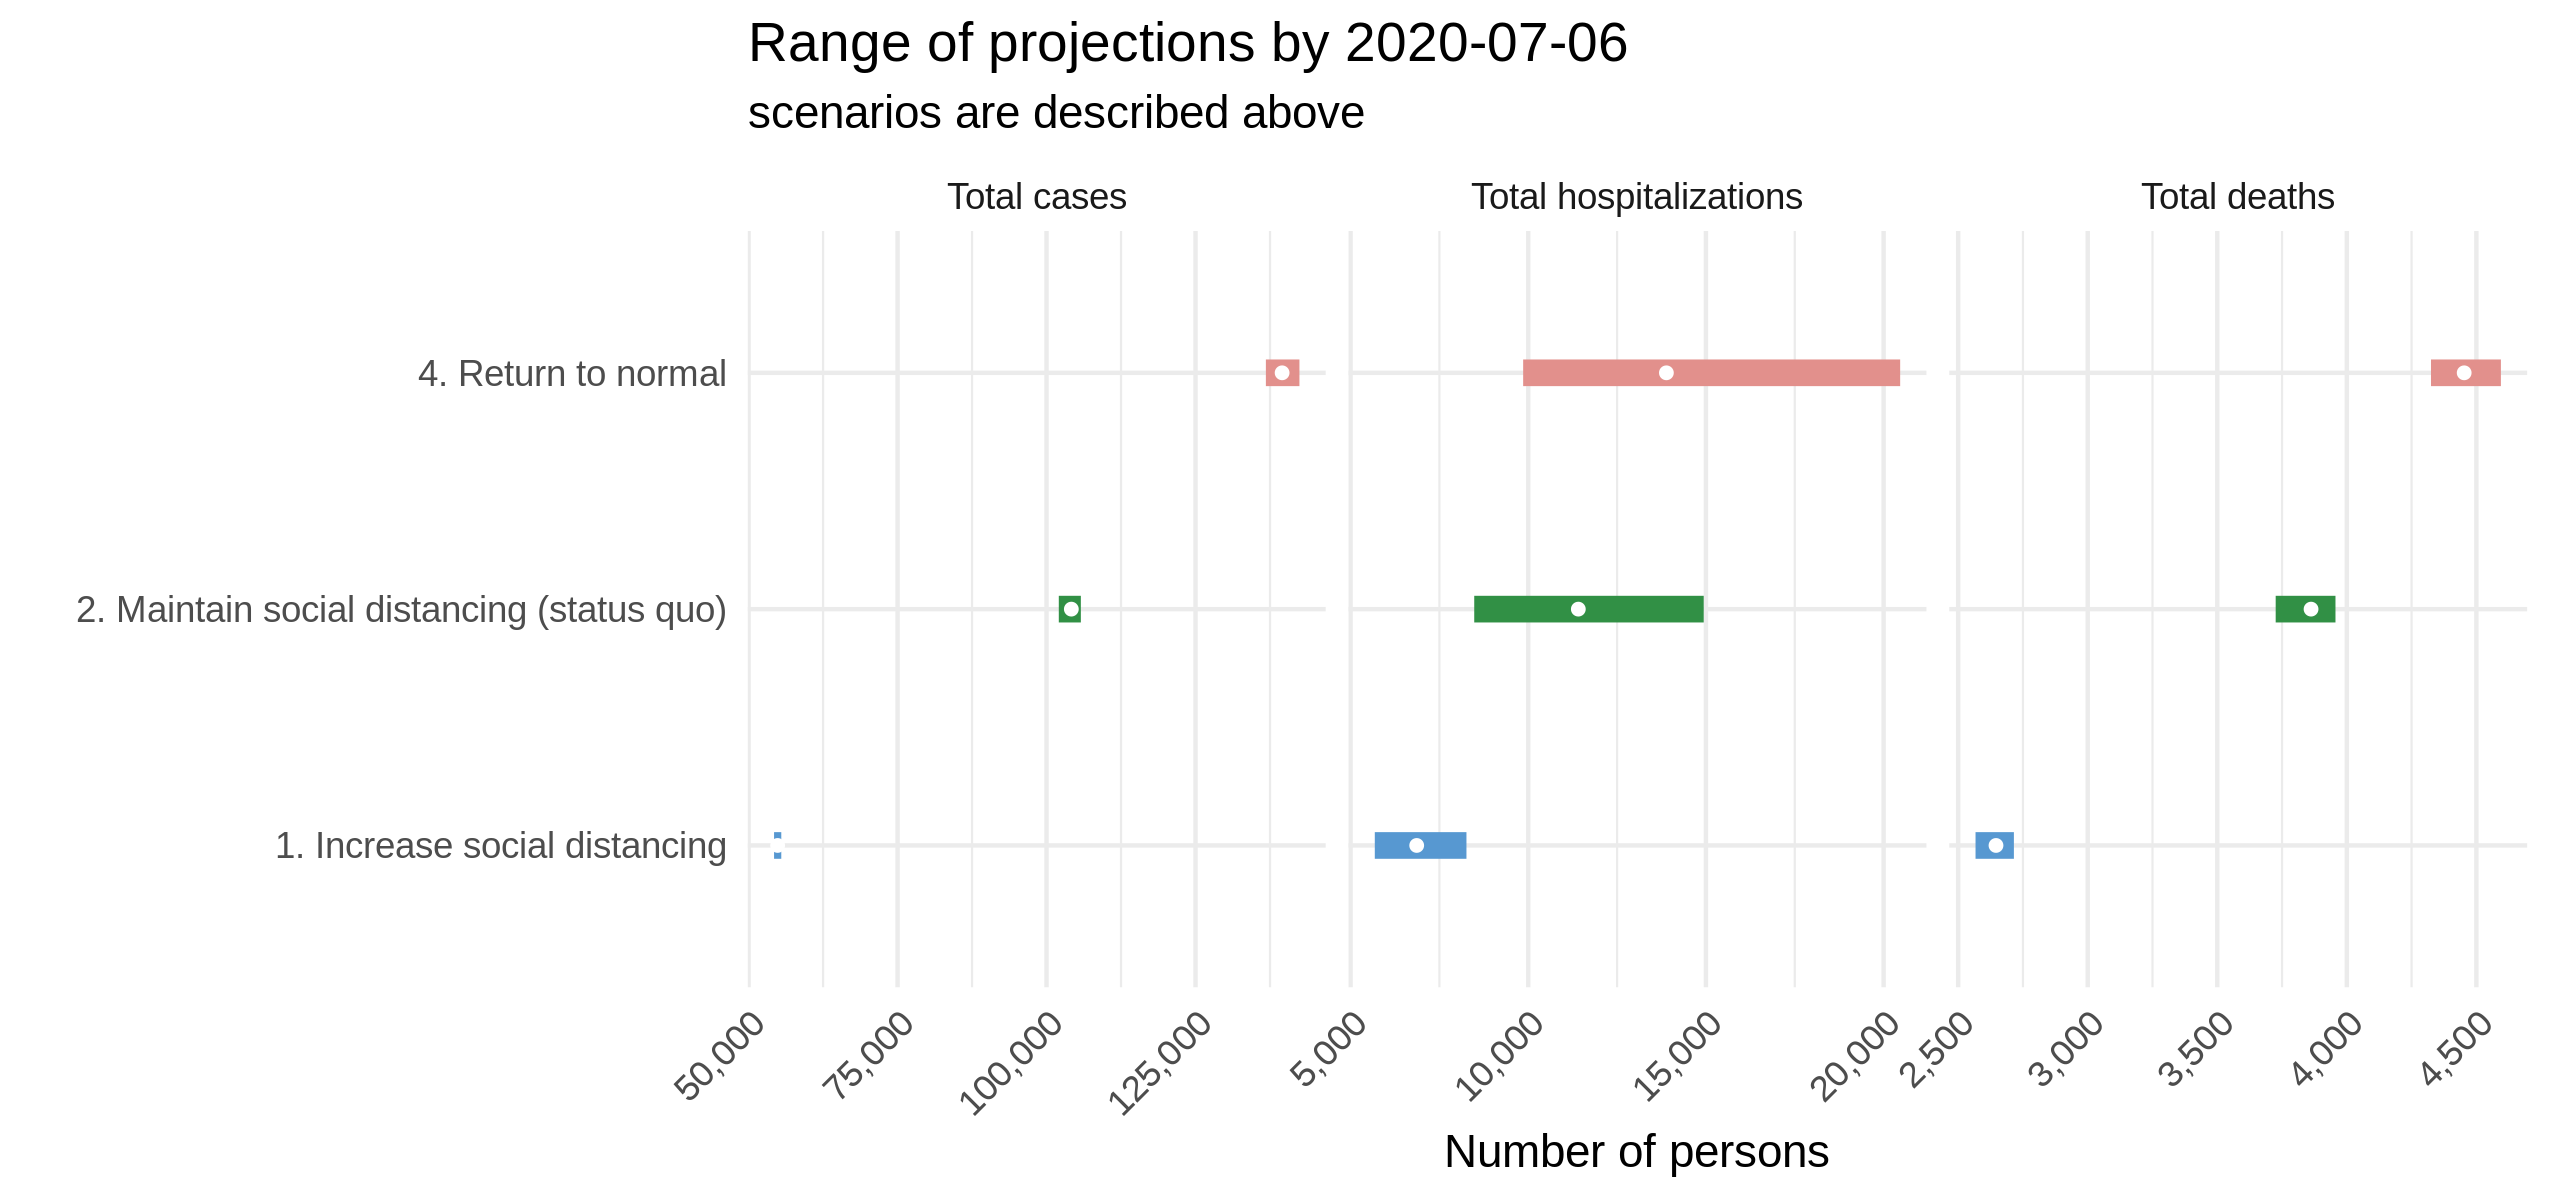 Range of projections by 2020-07-06
scenarios are described above
Total cases
Total hospitalizations
Total deaths
4. Return to normal
2. Maintain social distancing (status quo)
1. Increase social distancing
50,000
75,000
100,000
125,000
5,000
10,000
15,000
20,000
2,500
3,000
3,500
4,000
4,500
Number of persons